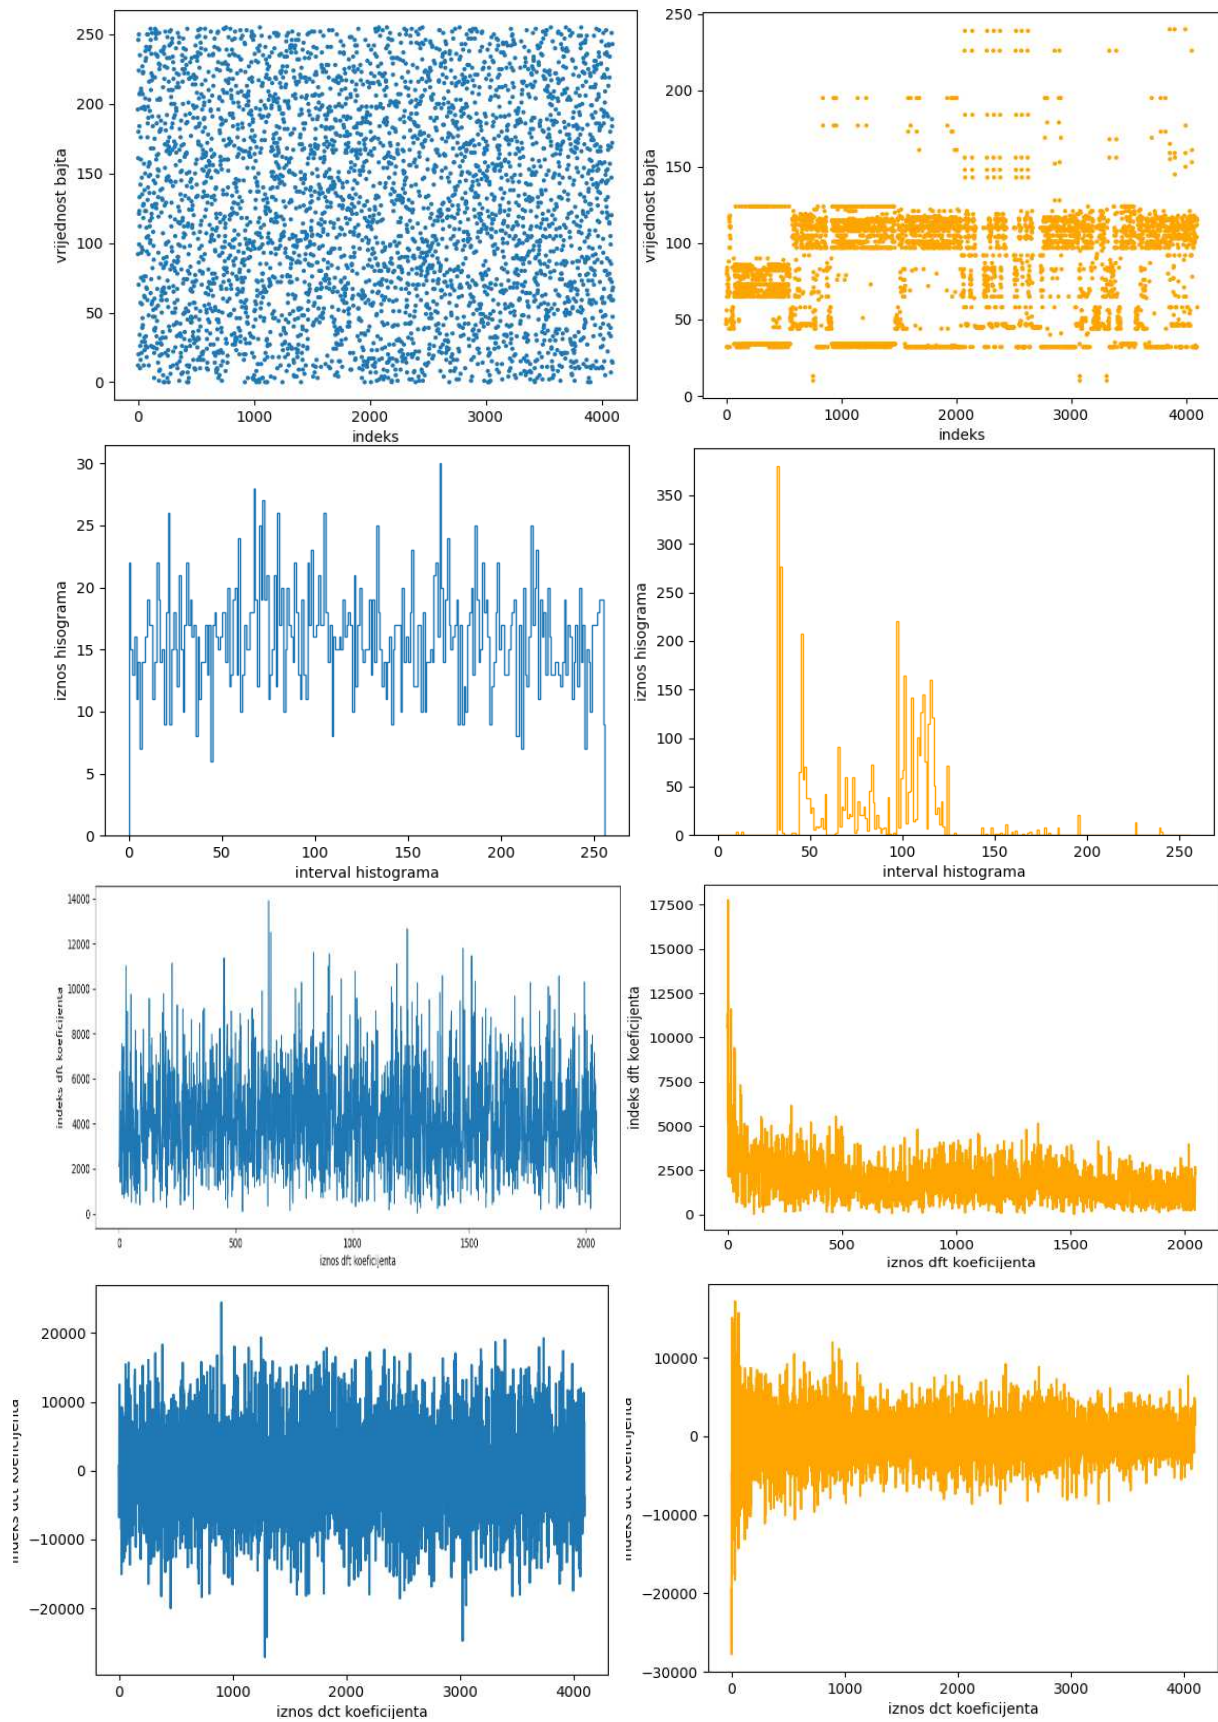 vrijednost bajta
250
200
150
100
50
0
0 1000 2000 3000 4000
indeks
vrijednost bajta
250
200
150
100
50
0
0 1000 2000 3000 4000
indeks
iznos hisograma
30
25
20
15
10
5
0
0 50 100 150 200 250
interval histograma
iznos hisograma
350
300
250
200
150
100
50
0
0 50 100 150 200 250
interval histograma
indeks dft koeficijenta
14000
12000
10000
8000
6000
4000
2000
0
0 500 1000 1500 2000
iznos dft koeficijenta
indeks dft koeficijenta
17500
15000
12500
10000
7500
5000
2500
0
0 500 1000 1500 2000
iznos dft koeficijenta
indeks dct koeficijenta
20000
10000
0
−10000
−20000
0 1000 2000 3000 4000
iznos dct koeficijenta
indeks dct koeficijenta
10000
0
−10000
−20000
−30000
0 1000 2000 3000 4000
iznos dct koeficijenta